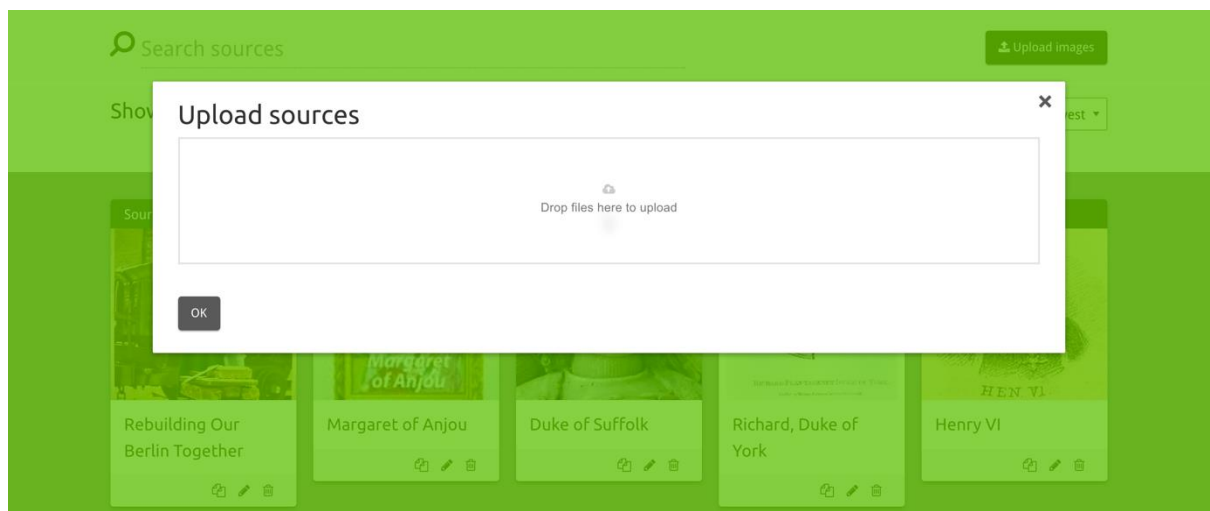 Search sources
Upload images
Show
Upload sources
Drop files here to upload
OK
Margaret
of Anjou
HEN VI.
Rebuilding Our
Berlin Together
Margaret of Anjou
Duke of Suffolk
Richard, Duke of
York
Henry VI